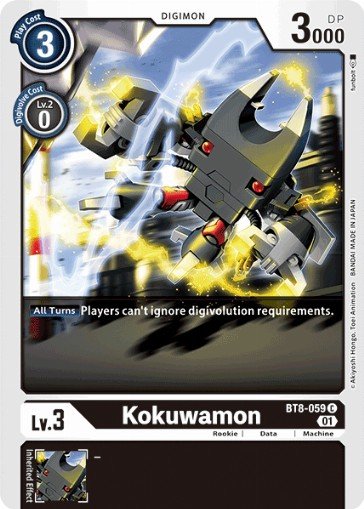 Play Cost
3
DIGIMON
3000
DP
Digivolve Cost
Lv.2
0
funbolt
© Akiyoshi Hongo, Toei Animation BANDAI MADE IN JAPAN
All Turns Players can't ignore digivolution requirements.
Lv.3
Kokuwamon
BT8-059 C
01
Rookie | Data | Machine
Inherited Effect
-